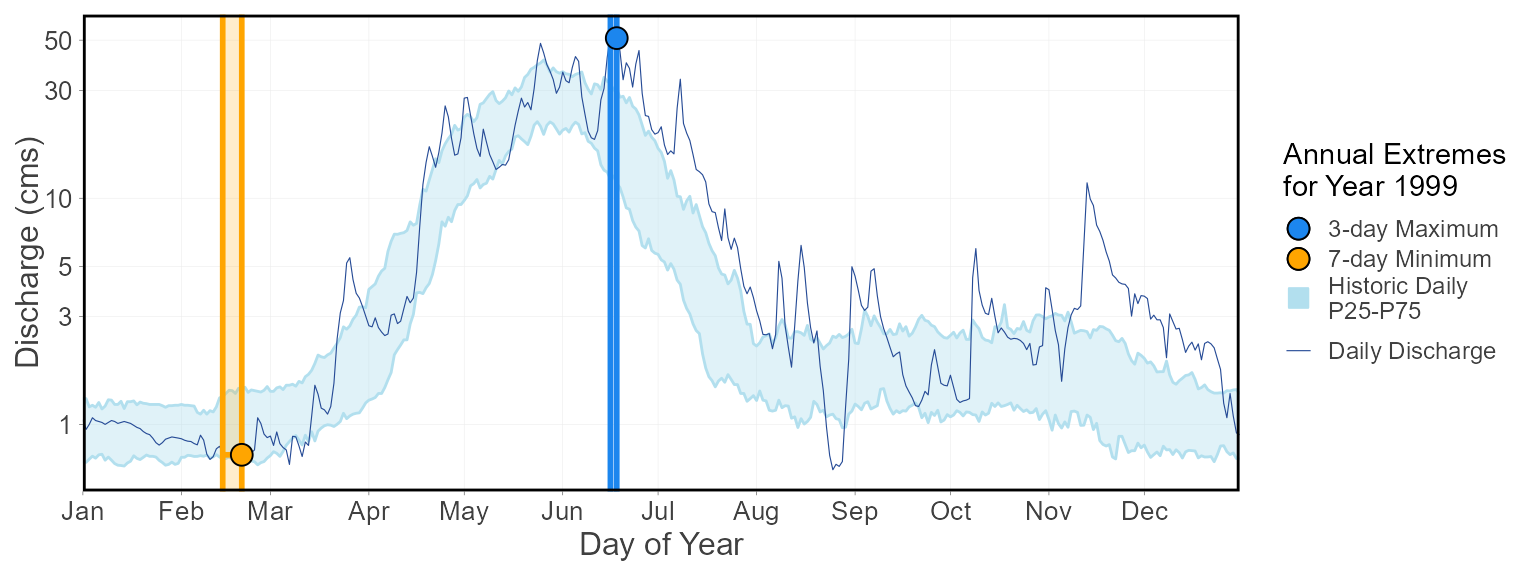 50
30
10
5
3
1
Discharge (cms)
Jan Feb Mar Apr May Jun Jul Aug Sep Oct Nov Dec
Day of Year
Annual Extremes
for Year 1999
3-day Maximum
7-day Minimum
Historic Daily
P25-P75
Daily Discharge